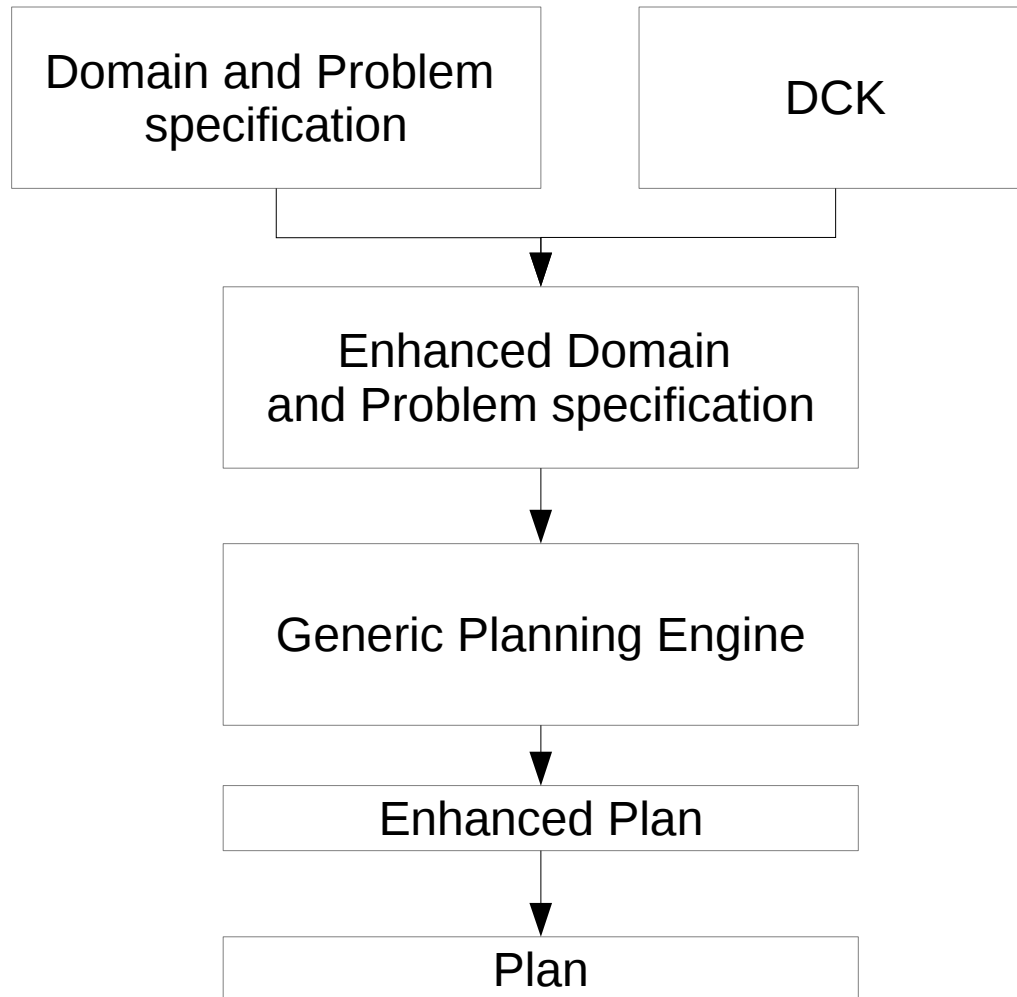 Domain and Problem
specification
DCK
Enhanced Domain
and Problem specification
Generic Planning Engine
Enhanced Plan
Plan